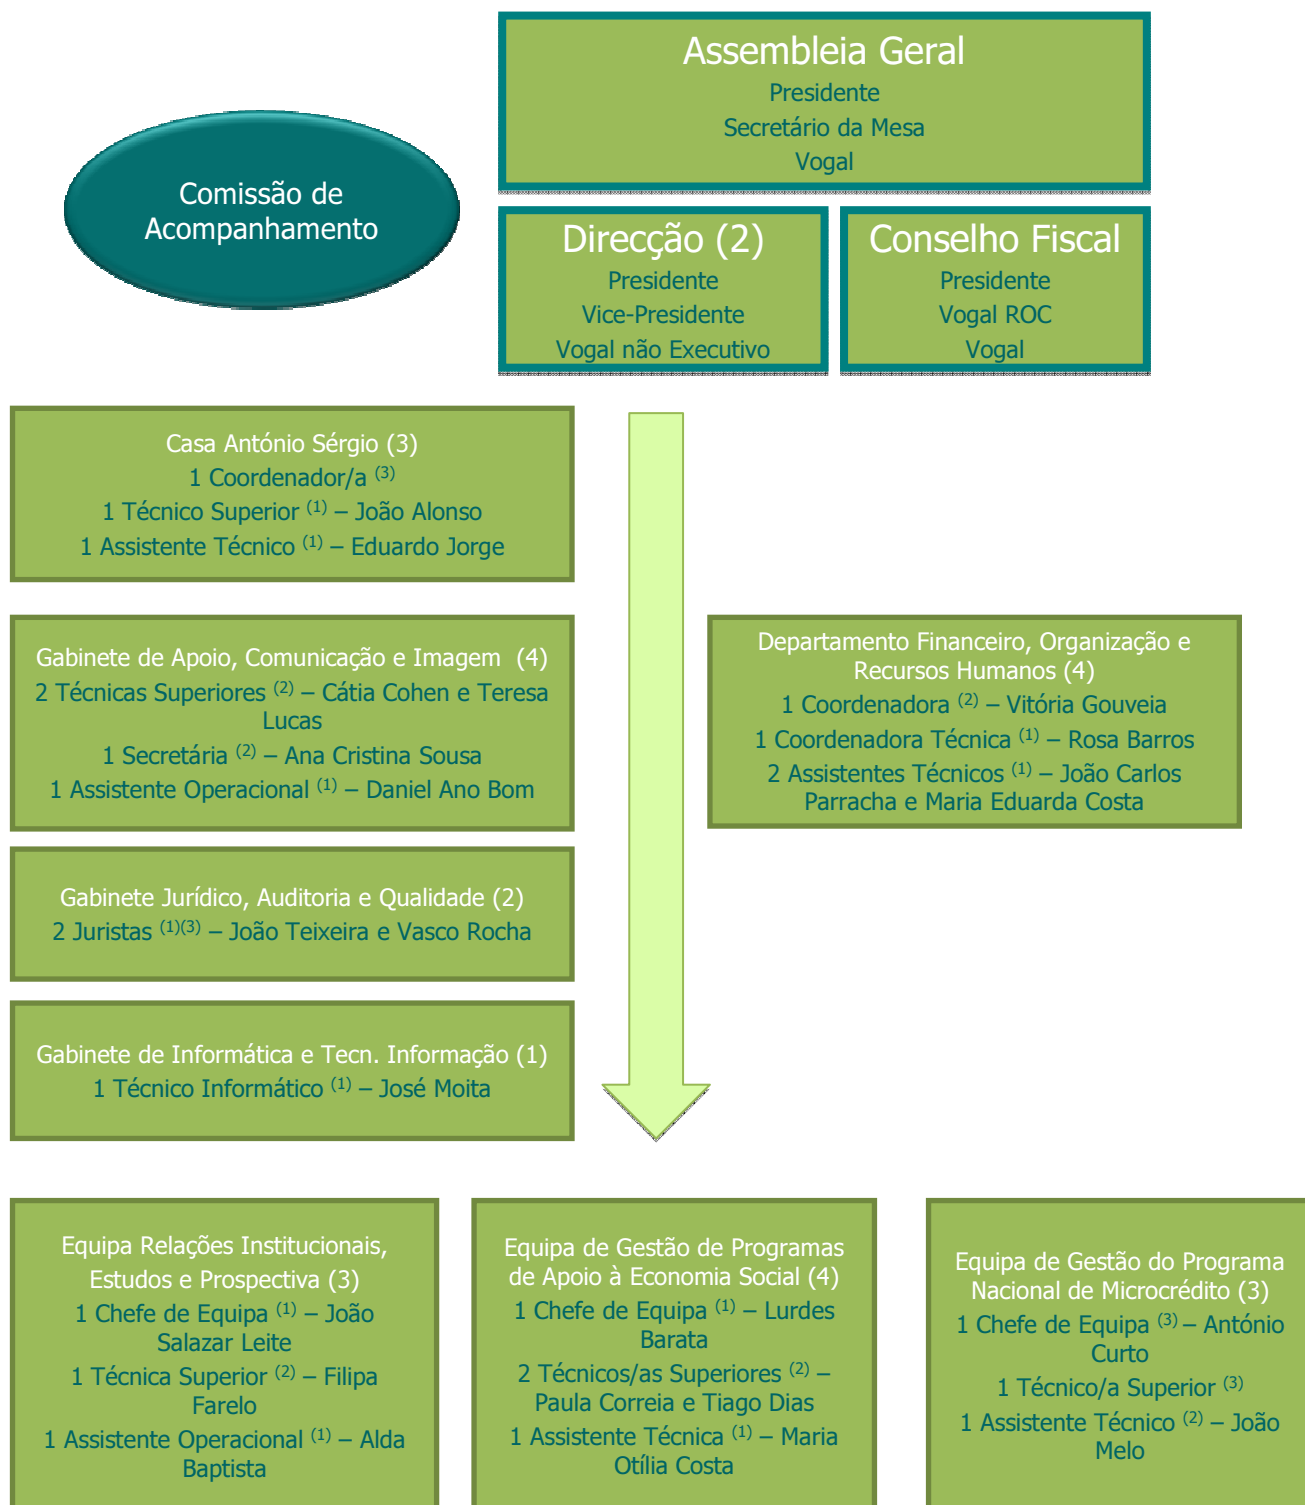 Assembleia Geral
Presidente
Secretário da Mesa
Vogal
Comissão de
Acompanhamento
Direcção (2)
Presidente
Vice-Presidente
Vogal não Executivo
Conselho Fiscal
Presidente
Vogal ROC
Vogal
Casa António Sérgio (3)
1 Coordenador/a (3)
1 Técnico Superior (1) – João Alonso
1 Assistente Técnico (1) – Eduardo Jorge
Gabinete de Apoio, Comunicação e Imagem (4)
2 Técnicas Superiores (2) – Cátia Cohen e Teresa
Lucas
1 Secretária (2) – Ana Cristina Sousa
1 Assistente Operacional (1) – Daniel Ano Bom
Departamento Financeiro, Organização e
Recursos Humanos (4)
1 Coordenadora (2) – Vitória Gouveia
1 Coordenadora Técnica (1) – Rosa Barros
2 Assistentes Técnicos (1) – João Carlos
Parracha e Maria Eduarda Costa
Gabinete Jurídico, Auditoria e Qualidade (2)
2 Juristas (1)(3) – João Teixeira e Vasco Rocha
Gabinete de Informática e Tecn. Informação (1)
1 Técnico Informático (1) – José Moita
Equipa Relações Institucionais,
Estudos e Prospectiva (3)
1 Chefe de Equipa (1) – João
Salazar Leite
1 Técnica Superior (2) – Filipa
Farelo
1 Assistente Operacional (1) – Alda
Baptista
Equipa de Gestão de Programas
de Apoio à Economia Social (4)
1 Chefe de Equipa (1) – Lurdes
Barata
2 Técnicos/as Superiores (2) –
Paula Correia e Tiago Dias
1 Assistente Técnica (1) – Maria
Otília Costa
Equipa de Gestão do Programa
Nacional de Microcrédito (3)
1 Chefe de Equipa (3) – António
Curto
1 Técnico/a Superior (3)
1 Assistente Técnico (2) – João
Melo